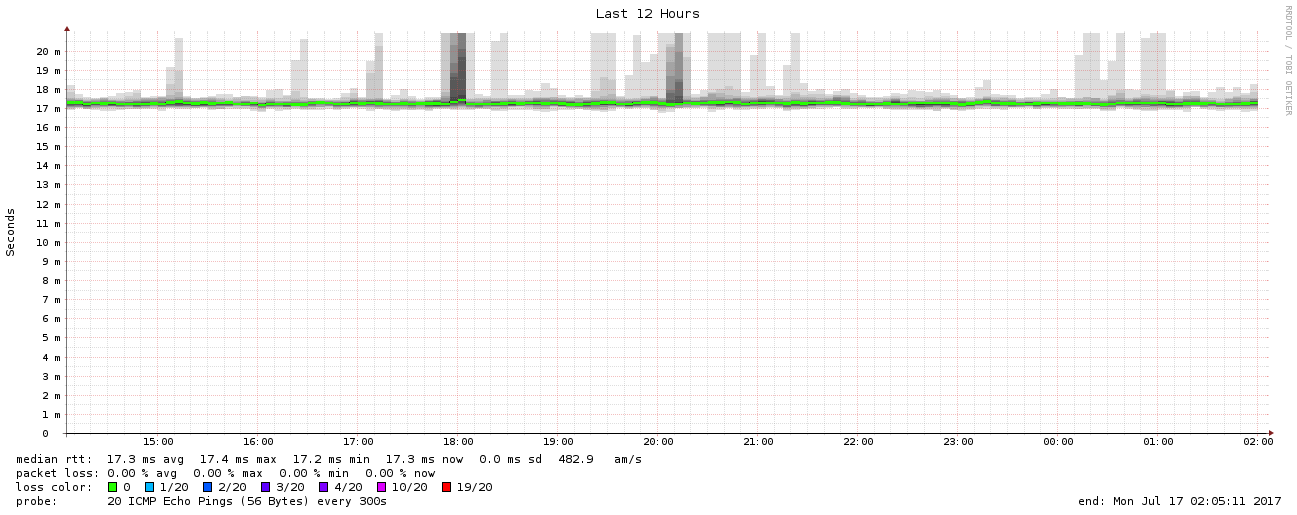 Last 12 Hours
RRDTOOL / TOBI OETIKER
Seconds
20 m
19 m
18 m
17 m
16 m
15 m
14 m
13 m
12 m
11 m
10 m
9 m
8 m
7 m
6 m
5 m
4 m
3 m
2 m
1 m
0
15:00 16:00 17:00 18:00 19:00 20:00 21:00 22:00 23:00 00:00 01:00 02:00
median rtt: 17.3 ms avg 17.4 ms max 17.2 ms min 17.3 ms now 0.0 ms sd 482.9 am/s
packet loss: 0.00 % avg 0.00 % max 0.00 % min 0.00 % now
loss color: 0 1/20 2/20 3/20 4/20 10/20 19/20
probe: 20 ICMP Echo Pings (56 Bytes) every 300s end: Mon Jul 17 02:05:11 2017